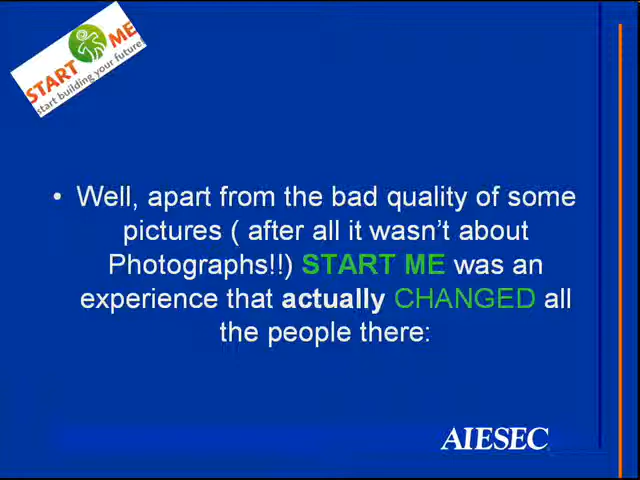 START ME
start building your future
• Well, apart from the bad quality of some
pictures ( after all it wasn't about
Photographs!!) START ME was an
experience that actually CHANGED all
the people there:
AIESEC